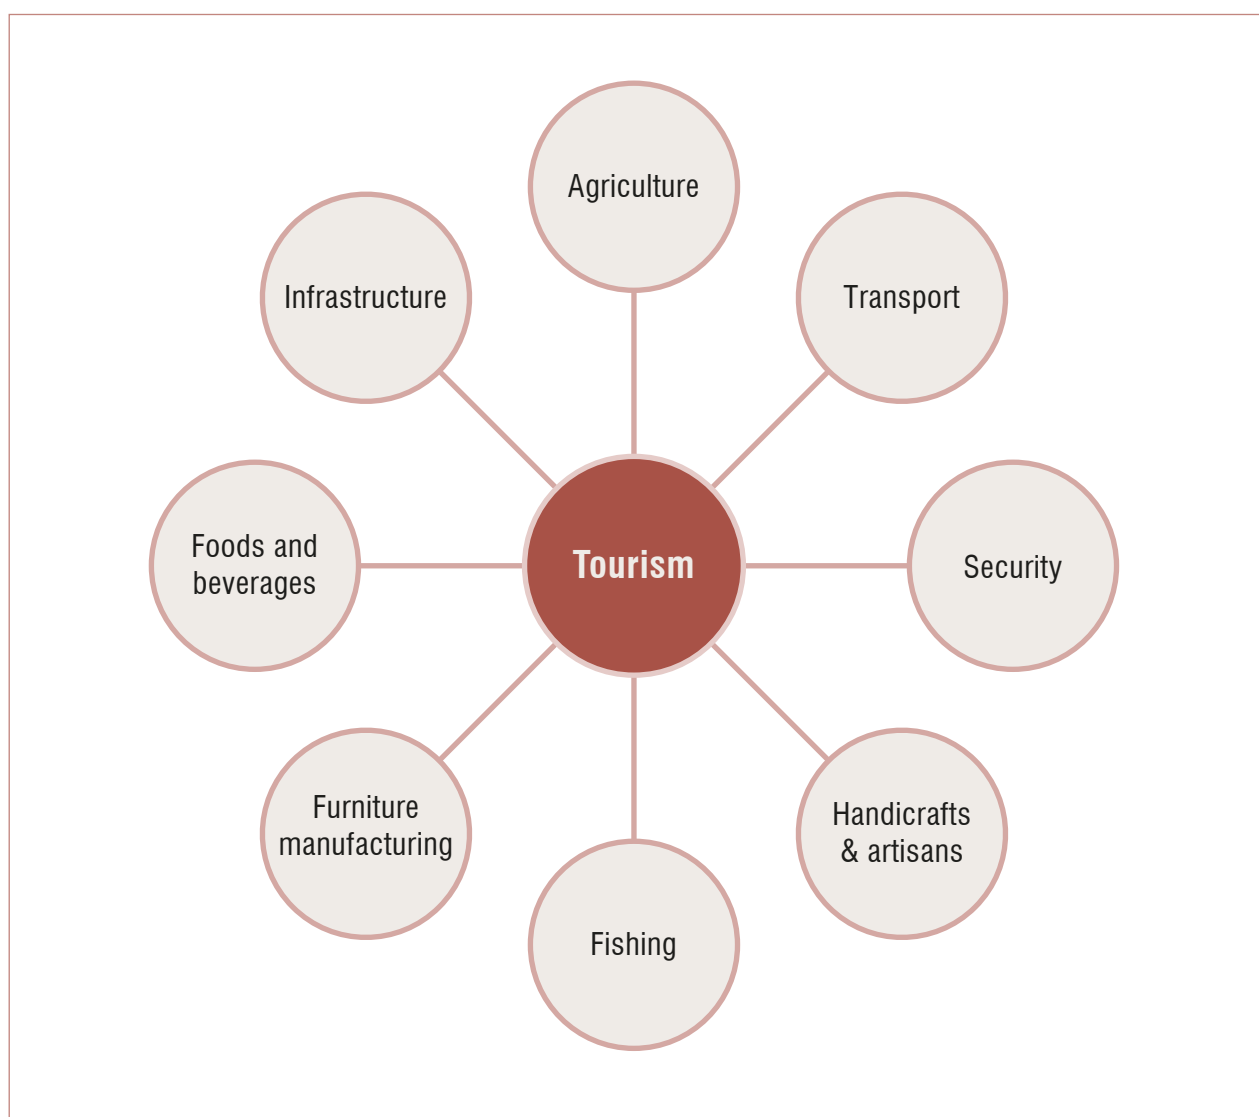 Agriculture
Transport
Security
Handicrafts
& artisans
Fishing
Furniture
manufacturing
Foods and
beverages
Infrastructure
Tourism